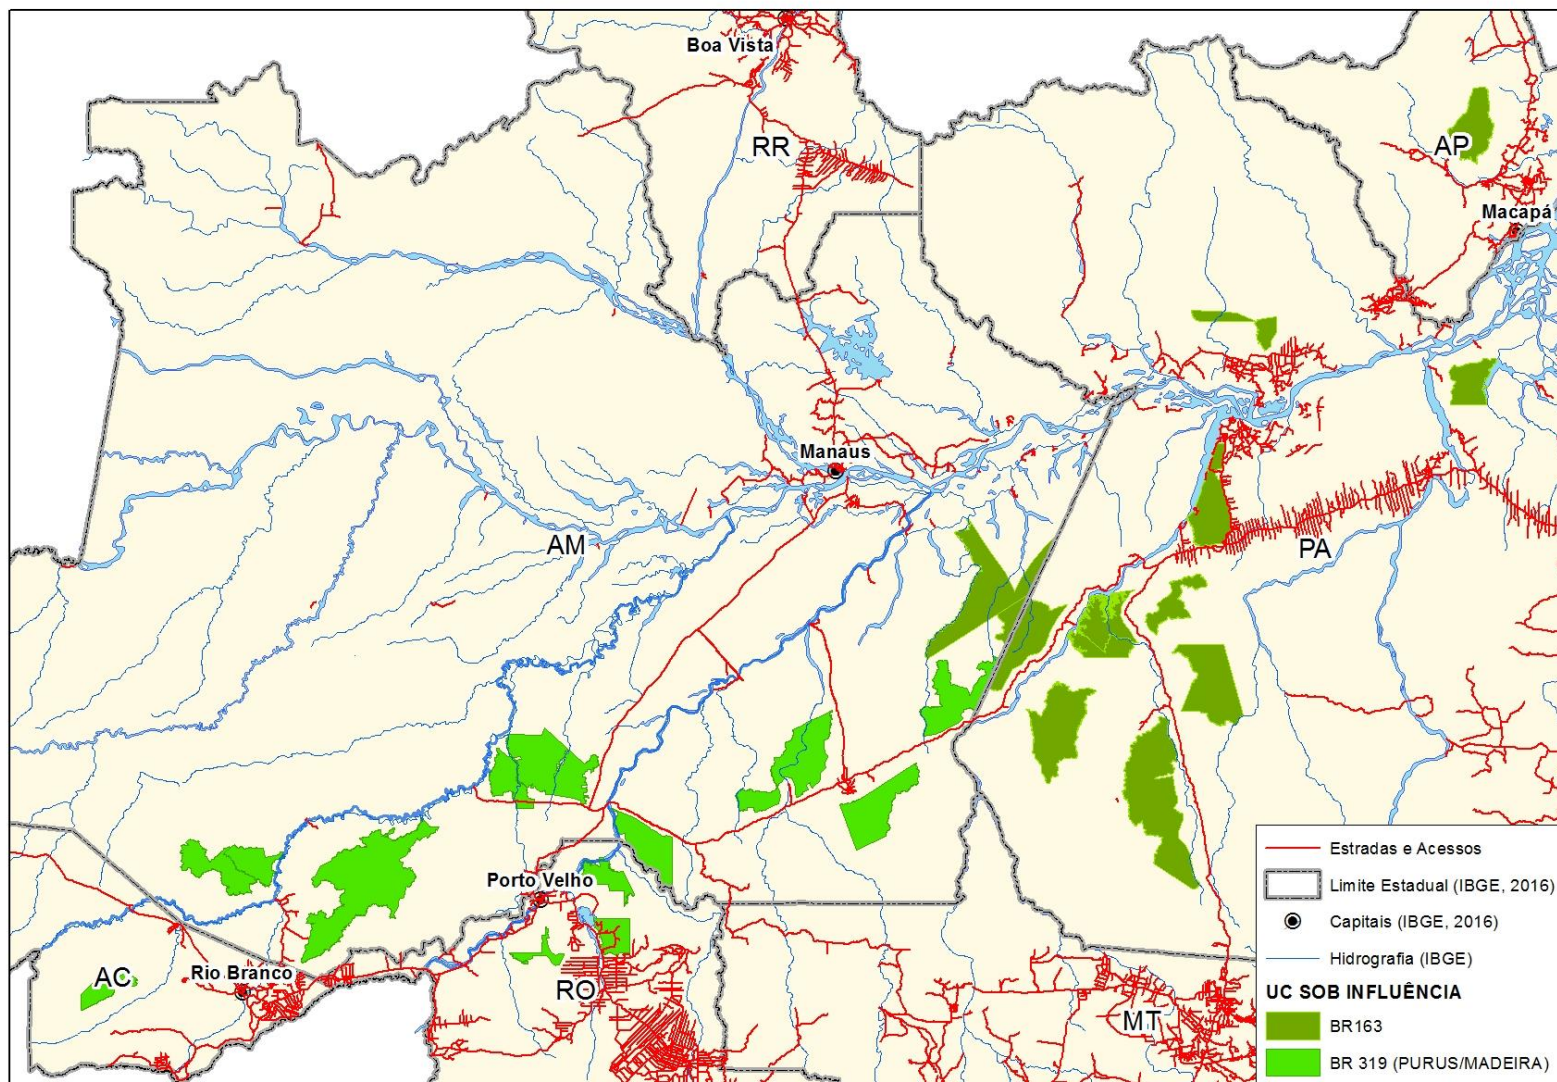 Boa Vista
RR
AP
Macapá
Manaus
AM
PA
Porto Velho
AC
Rio Branco
RO
MT
Estradas e Acessos
Limite Estadual (IBGE, 2016)
Capitais (IBGE, 2016)
Hidrografia (IBGE)
UC SOB INFLUÊNCIA
BR163
BR 319 (PURUS/MADEIRA)